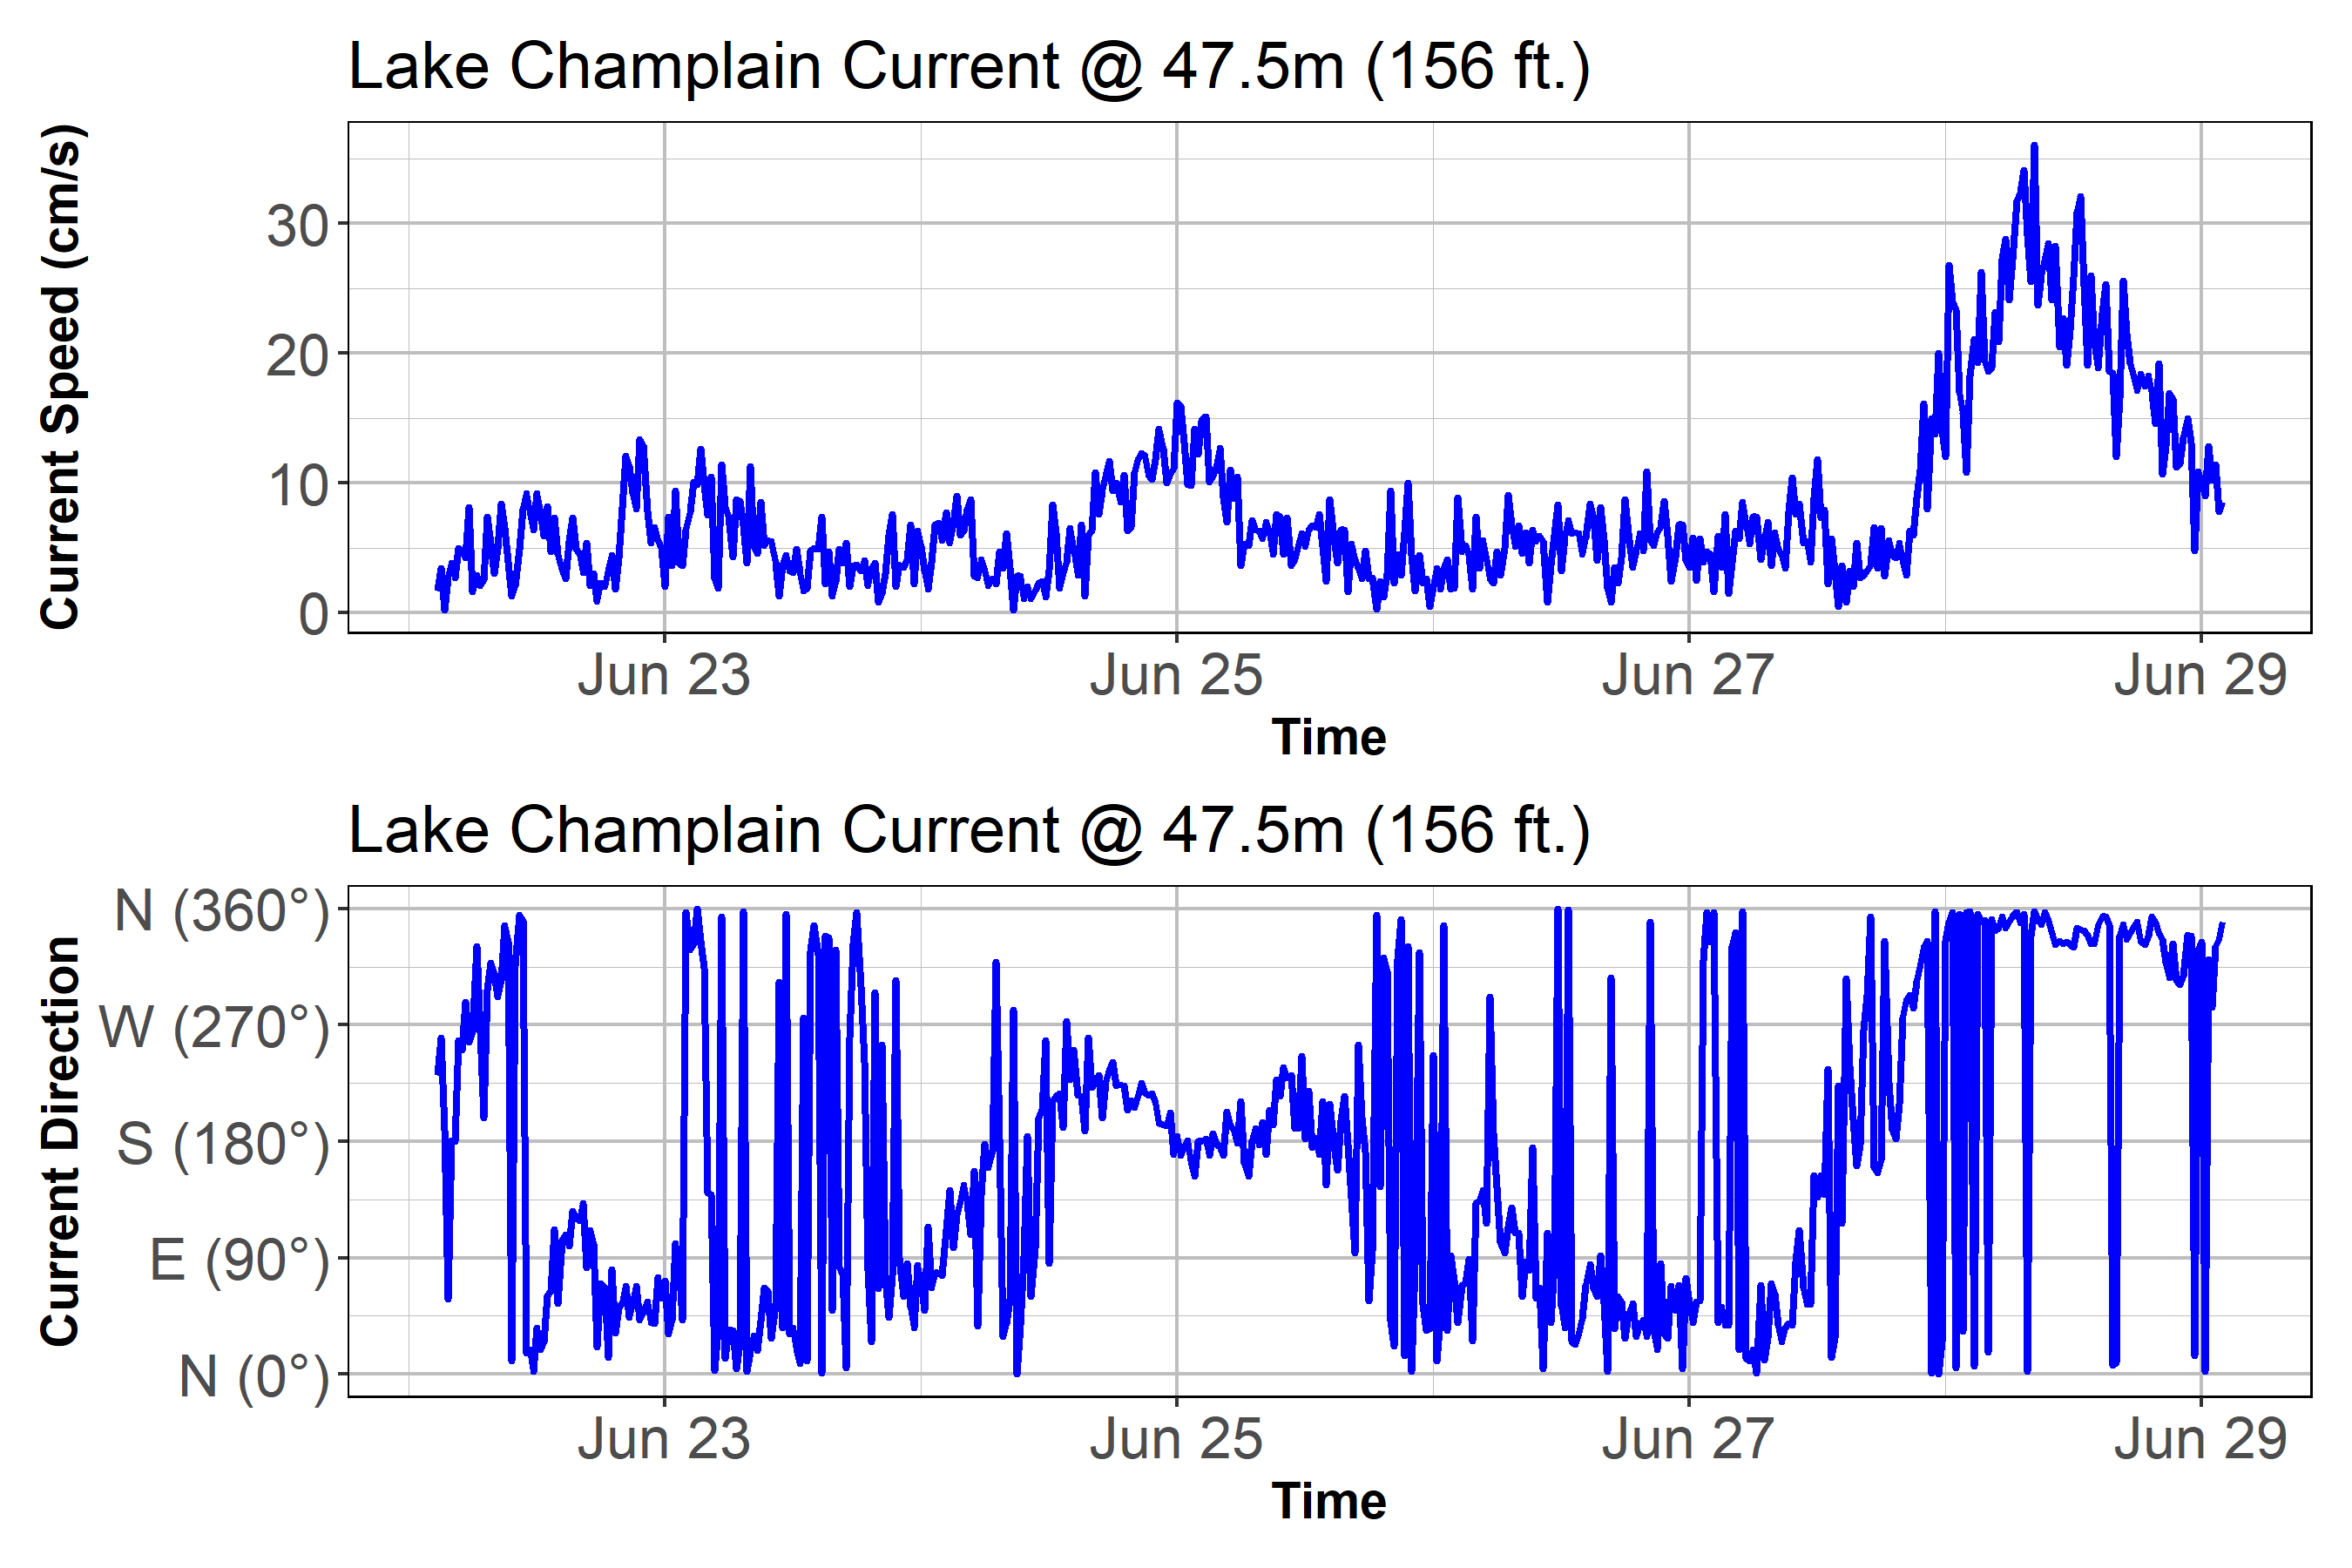 Lake Champlain Current @ 47.5m (156 ft.)
Current Speed (cm/s)
30
20
10
0
Jun 23 Jun 25 Jun 27 Jun 29
Time
Lake Champlain Current @ 47.5m (156 ft.)
Current Direction
N (360°)
W (270°)
S (180°)
E (90°)
N (0°)
Jun 23 Jun 25 Jun 27 Jun 29
Time